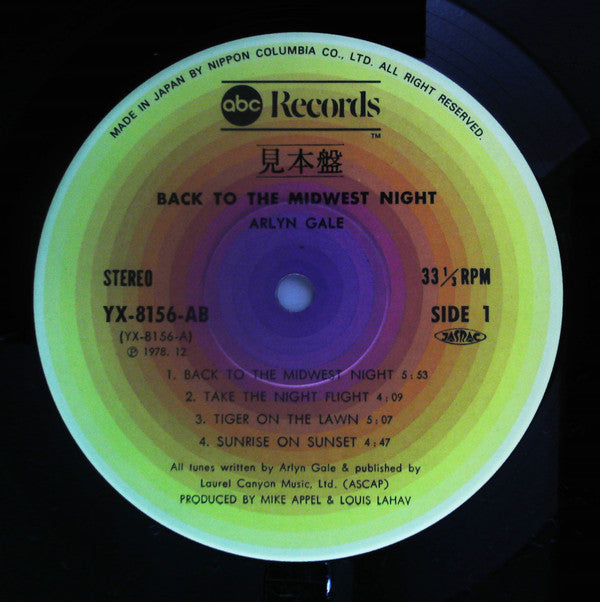 MADE IN JAPAN BY NIPPON COLUMBIA CO., LTD. ALL RIGHT RESERVED.
abc Records
TM
見本盤
BACK TO THE MIDWEST NIGHT
ARLYN GALE
STEREO
33 1/3 RPM
YX-8156-AB
SIDE 1
(YX-8156-A)
JASRAC
℗ 1978. 12
1. BACK TO THE MIDWEST NIGHT 5:53
2. TAKE THE NIGHT FLIGHT 4:09
3. TIGER ON THE LAWN 5:07
4. SUNRISE ON SUNSET 4:47
All tunes written by Arlyn Gale & published by
Laurel Canyon Music, Ltd. (ASCAP)
PRODUCED BY MIKE APPEL & LOUIS LAHAV